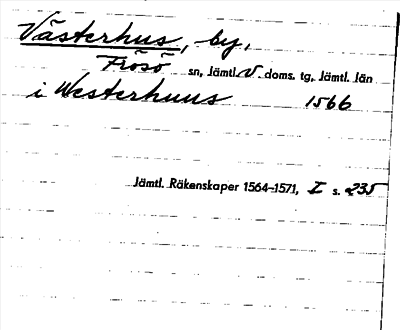 Västerhus, by,
Frösö sn, Jämtl. V. doms. tg, Jämtl. län
i Westerhuus 1566
Jämtl. Räkenskaper 1564–1571, I s. 235